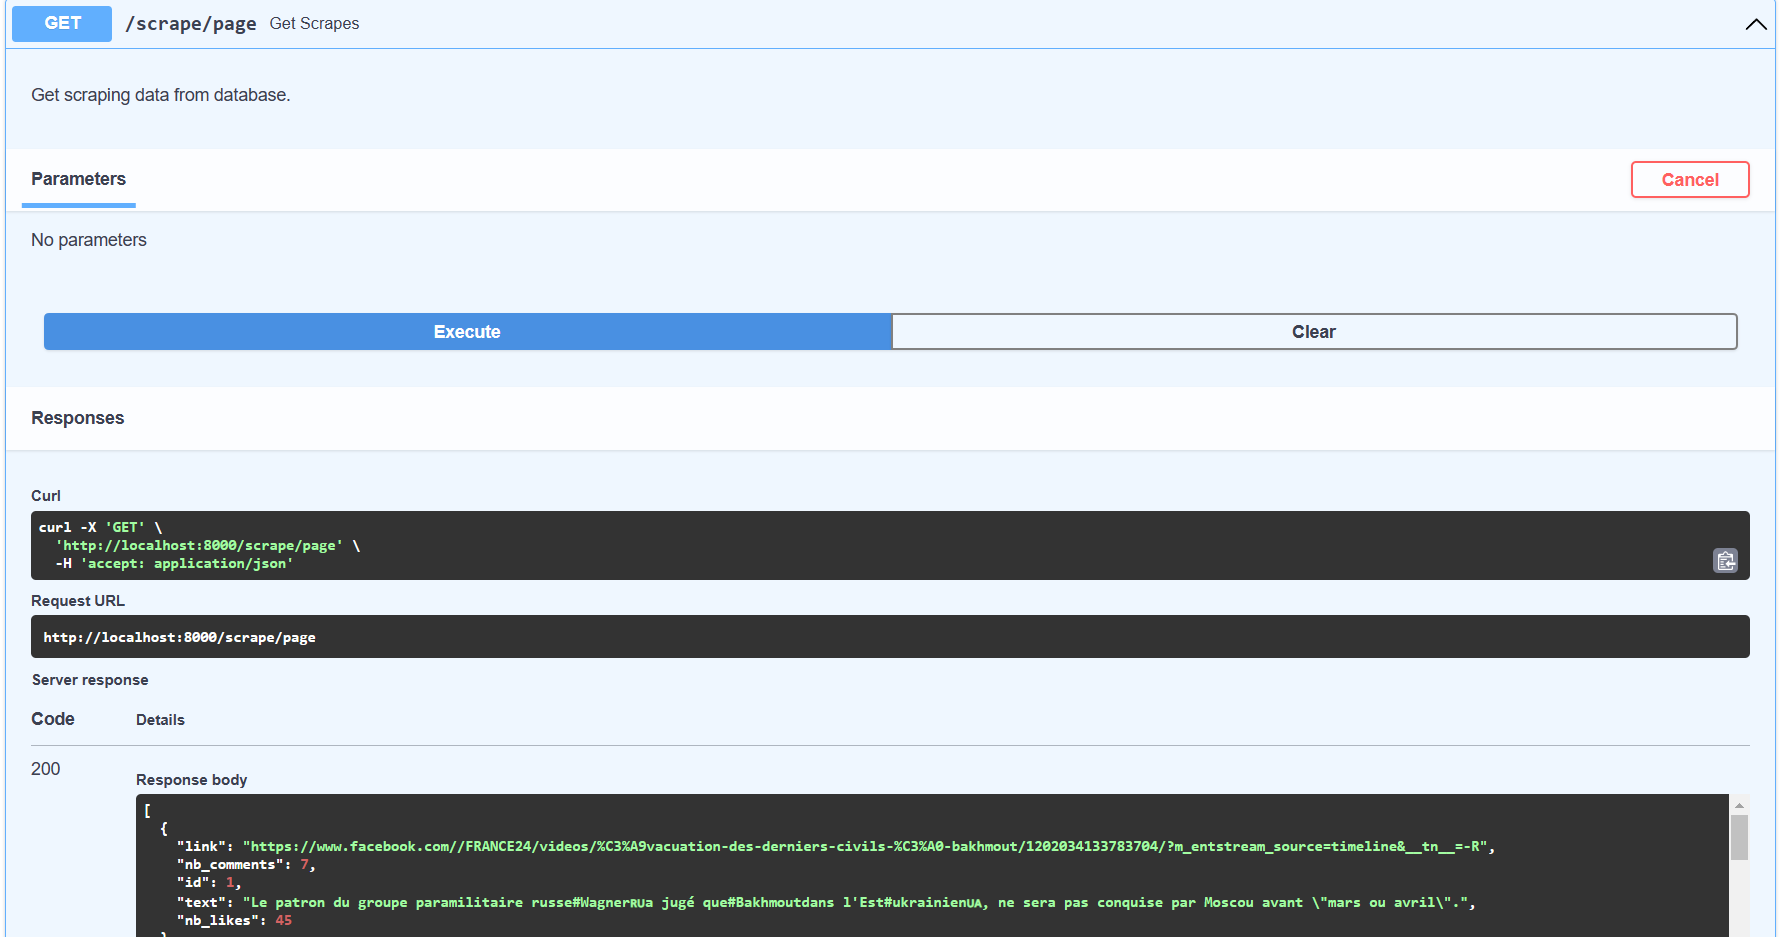 GET /scrape/page Get Scrapes
Get scraping data from database.
Parameters
Cancel
No parameters
Execute
Clear
Responses
Curl
curl -X 'GET' \
'http://localhost:8000/scrape/page' \
-H 'accept: application/json'
Request URL
http://localhost:8000/scrape/page
Server response
Code Details
200
Response body
[
{
"link": "https://www.facebook.com//FRANCE24/videos/%C3%A9vacuation-des-derniers-civils-%C3%A0-bakhmout/1202034133783704/?m_entstream_source=timeline&__tn__=-R",
"nb_comments": 7,
"id": 1,
"text": "Le patron du groupe paramilitaire russe#Wagner🇷🇺a jugé que#Bakhmoutdans l'Est#ukrainien🇺🇦, ne sera pas conquise par Moscou avant \"mars ou avril\".",
"nb_likes": 45
}